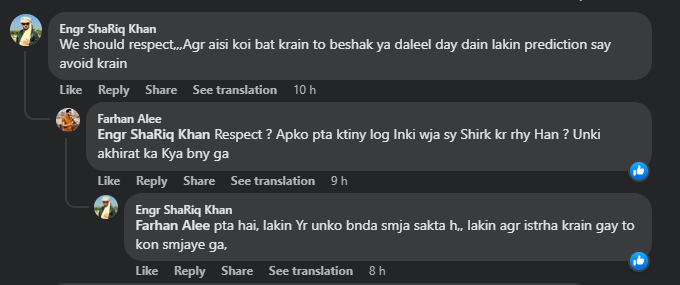 Engr ShaRiq Khan
We should respect,,,Agr aisi koi bat krain to beshak ya daleel day dain lakin prediction say
avoid krain
Like Reply Share See translation 10 h
Farhan Alee
Engr ShaRiq Khan Respect ? Apko pta ktiny log Inki wja sy Shirk kr rhy Han ? Unki
akhirat ka Kya bny ga
Like Reply Share See translation 9 h
Engr ShaRiq Khan
Farhan Alee pta hai, lakin Yr unko bnda smja sakta h,, lakin agr istrha krain gay to
kon smjaye ga,
Like Reply Share See translation 8 h